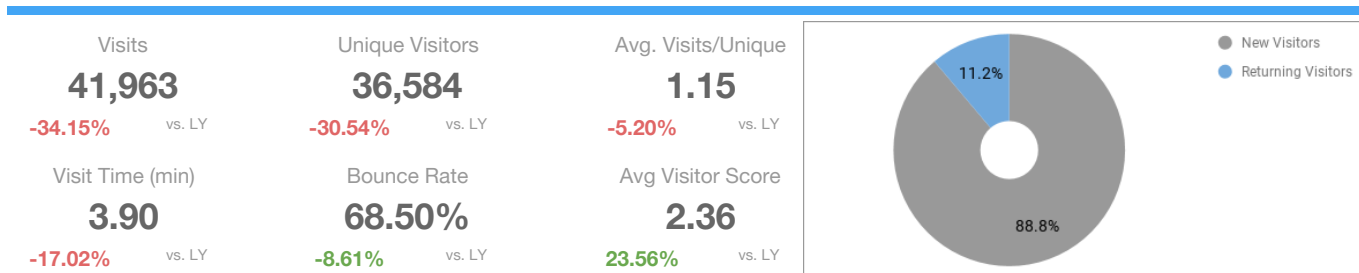 Visits
41,963
-34.15% vs. LY
Unique Visitors
36,584
-30.54% vs. LY
Avg. Visits/Unique
1.15
-5.20% vs. LY
Visit Time (min)
3.90
-17.02% vs. LY
Bounce Rate
68.50%
-8.61% vs. LY
Avg Visitor Score
2.36
23.56% vs. LY
11.2%
88.8%
New Visitors
Returning Visitors